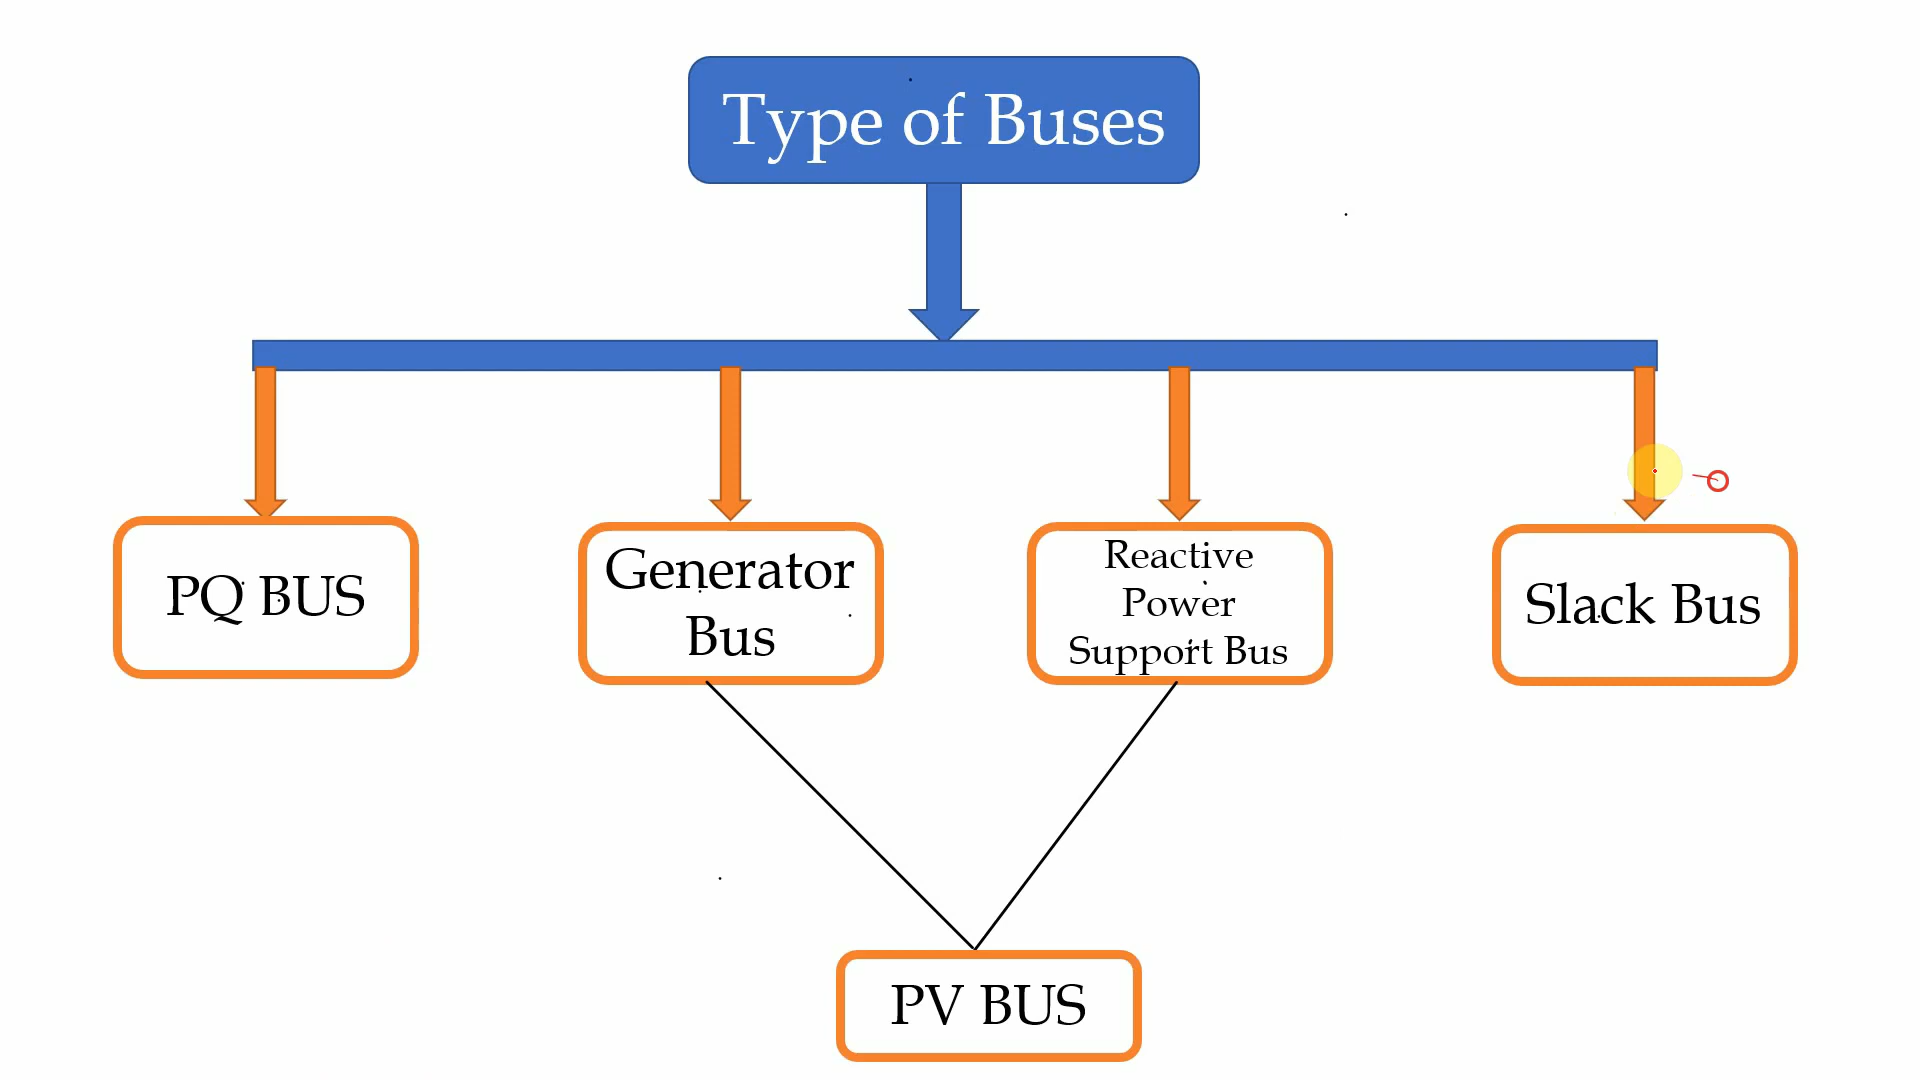 Type of Buses
PQ BUS
Generator
Bus
Reactive
Power
Support Bus
Slack Bus
PV BUS